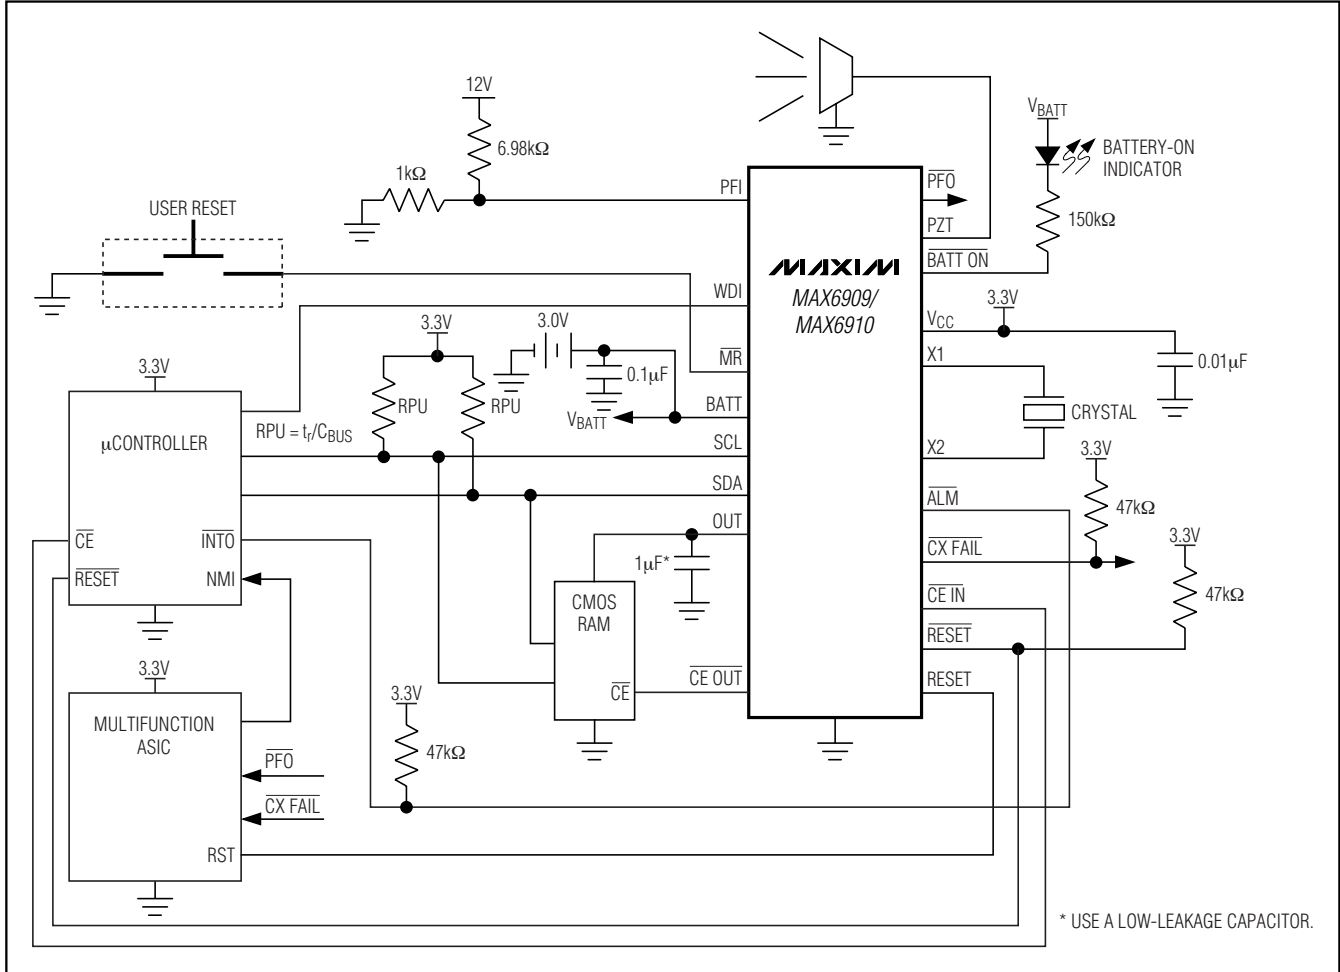 12V
6.98kΩ
1kΩ
USER RESET
PFI
WDI
MR
BATT
SCL
SDA
OUT
CE OUT
MAXIM
MAX6909/
MAX6910
PFO
PZT
BATT ON
VCC
X1
X2
ALM
CX FAIL
CE IN
RESET
RESET
VBATT
BATTERY-ON
INDICATOR
150kΩ
3.3V
0.01µF
CRYSTAL
3.3V
47kΩ
3.3V
47kΩ
3.3V
3.0V
0.1µF
VBATT
RPU
RPU
RPU = tr/CBUS
3.3V
µCONTROLLER
CE
RESET
INTO
NMI
1µF*
CMOS
RAM
CE
3.3V
47kΩ
3.3V
MULTIFUNCTION
ASIC
PFO
CX FAIL
RST
* USE A LOW-LEAKAGE CAPACITOR.